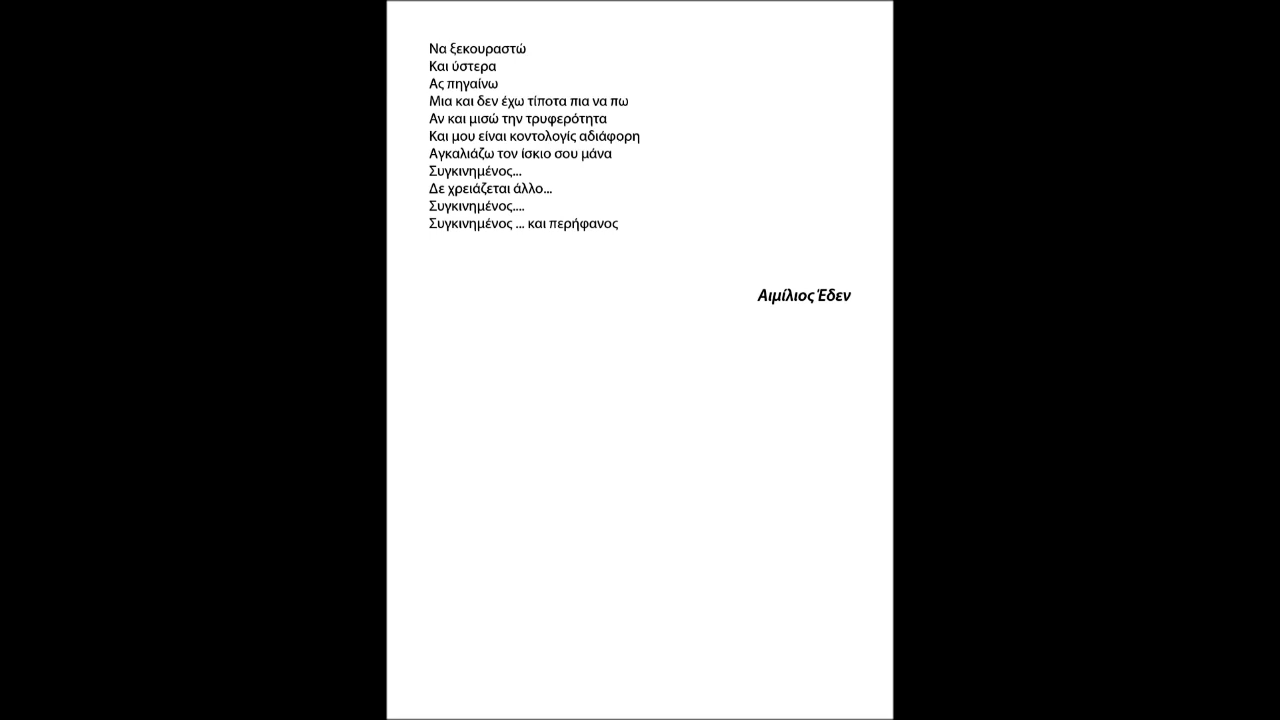 Να ξεκουραστώ
Και ύστερα
Ας πηγαίνω
Μια και δεν έχω τίποτα πια να πω
Αν και μισώ την τρυφερότητα
Και μου είναι κοντολογίς αδιάφορη
Αγκαλιάζω τον ίσκιο σου μάνα
Συγκινημένος...
Δε χρειάζεται άλλο...
Συγκινημένος....
Συγκινημένος ... και περήφανος
Αιμίλιος Έδεν